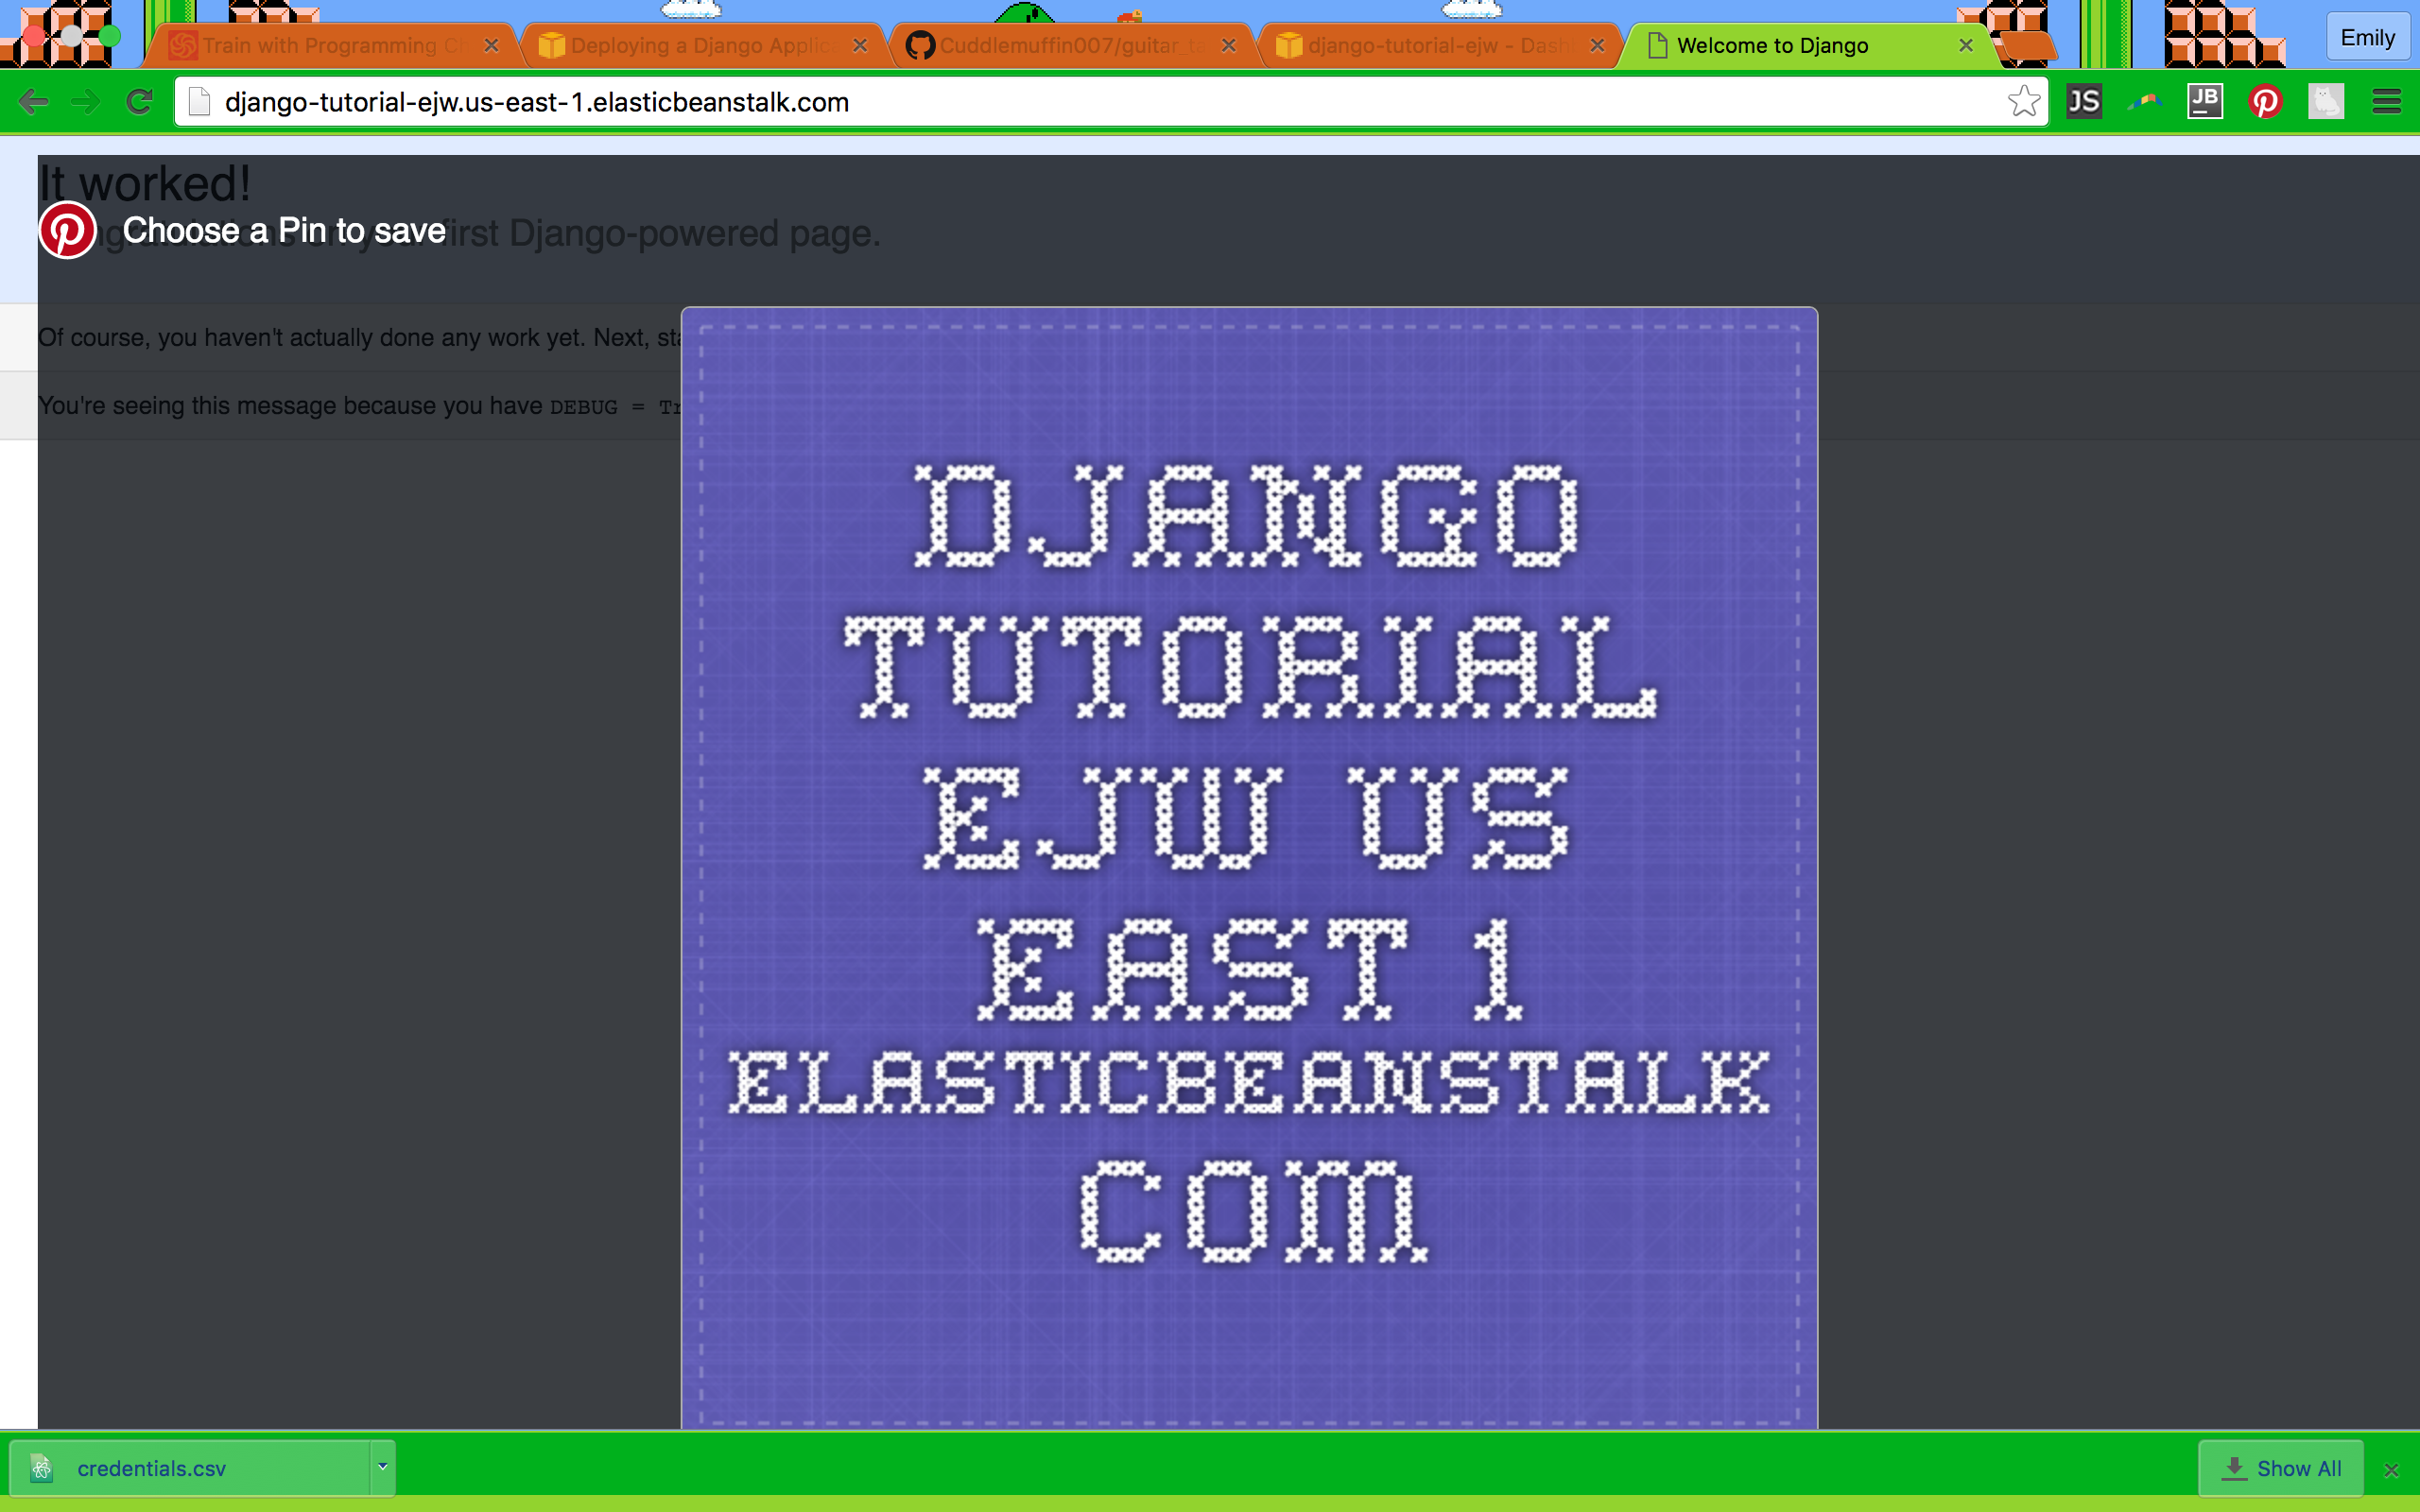 Train with Programming C
Deploying a Django Applic
Cuddlemuffin007/guitar_ta
django-tutorial-ejw - Dash
Welcome to Django
Emily
django-tutorial-ejw.us-east-1.elasticbeanstalk.com
JS
JB
It worked!
Choose a Pin to save
first Django-powered page.
Of course, you haven't actually done any work yet. Next, sta
You're seeing this message because you have DEBUG = Tr
DJANGO
TUTORIAL
EJW US
EAST 1
ELASTICBEANSTALK
COM
credentials.csv
Show All